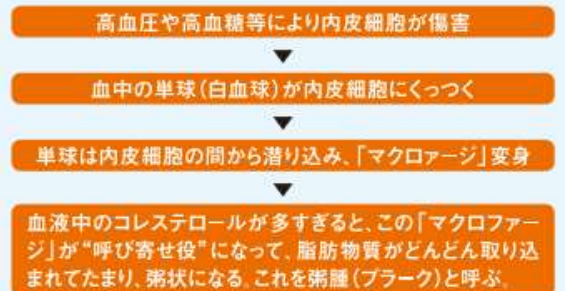 高血圧や高血糖等により内皮細胞が傷害
▼
血中の単球(白血球)が内皮細胞にくっつく
▼
単球は内皮細胞の間から潜り込み、「マクロァージ」変身
▼
血液中のコレステロールが多すぎると、この「マクロファー
ジ」が“呼び寄せ役”になって、脂肪物質がどんどん取り込
まれてたまり、粥状になる。これを粥腫(プラーク)と呼ぶ。